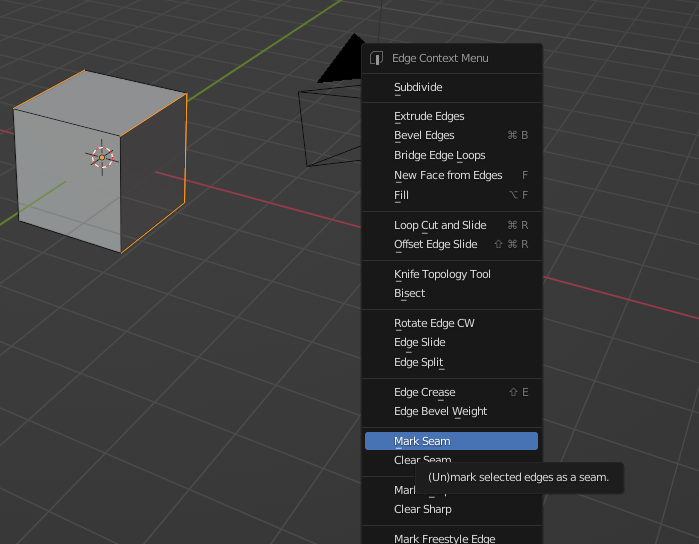 Edge Context Menu
Subdivide
Extrude Edges
Bevel Edges ⌘ B
Bridge Edge Loops
New Face from Edges F
Fill ⌥ F
Loop Cut and Slide ⌘ R
Offset Edge Slide ⇧ ⌘ R
Knife Topology Tool
Bisect
Rotate Edge CW
Edge Slide
Edge Split
Edge Crease ⇧ E
Edge Bevel Weight
Mark Seam
Clear Seam
(Un)mark selected edges as a seam.
Mark
Clear Sharp
Mark Freestyle Edge